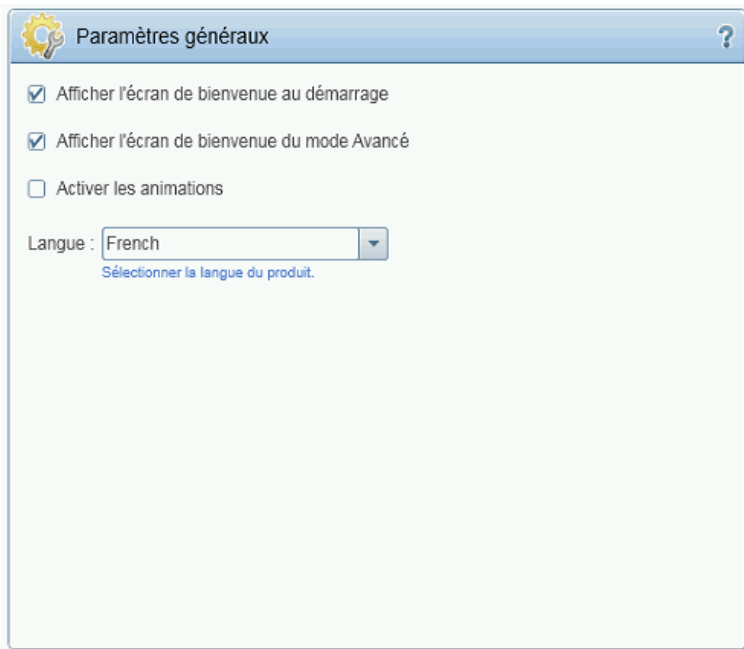 Paramètres généraux ?
Afficher l'écran de bienvenue au démarrage
Afficher l'écran de bienvenue du mode Avancé
Activer les animations
Langue : French
Sélectionner la langue du produit.